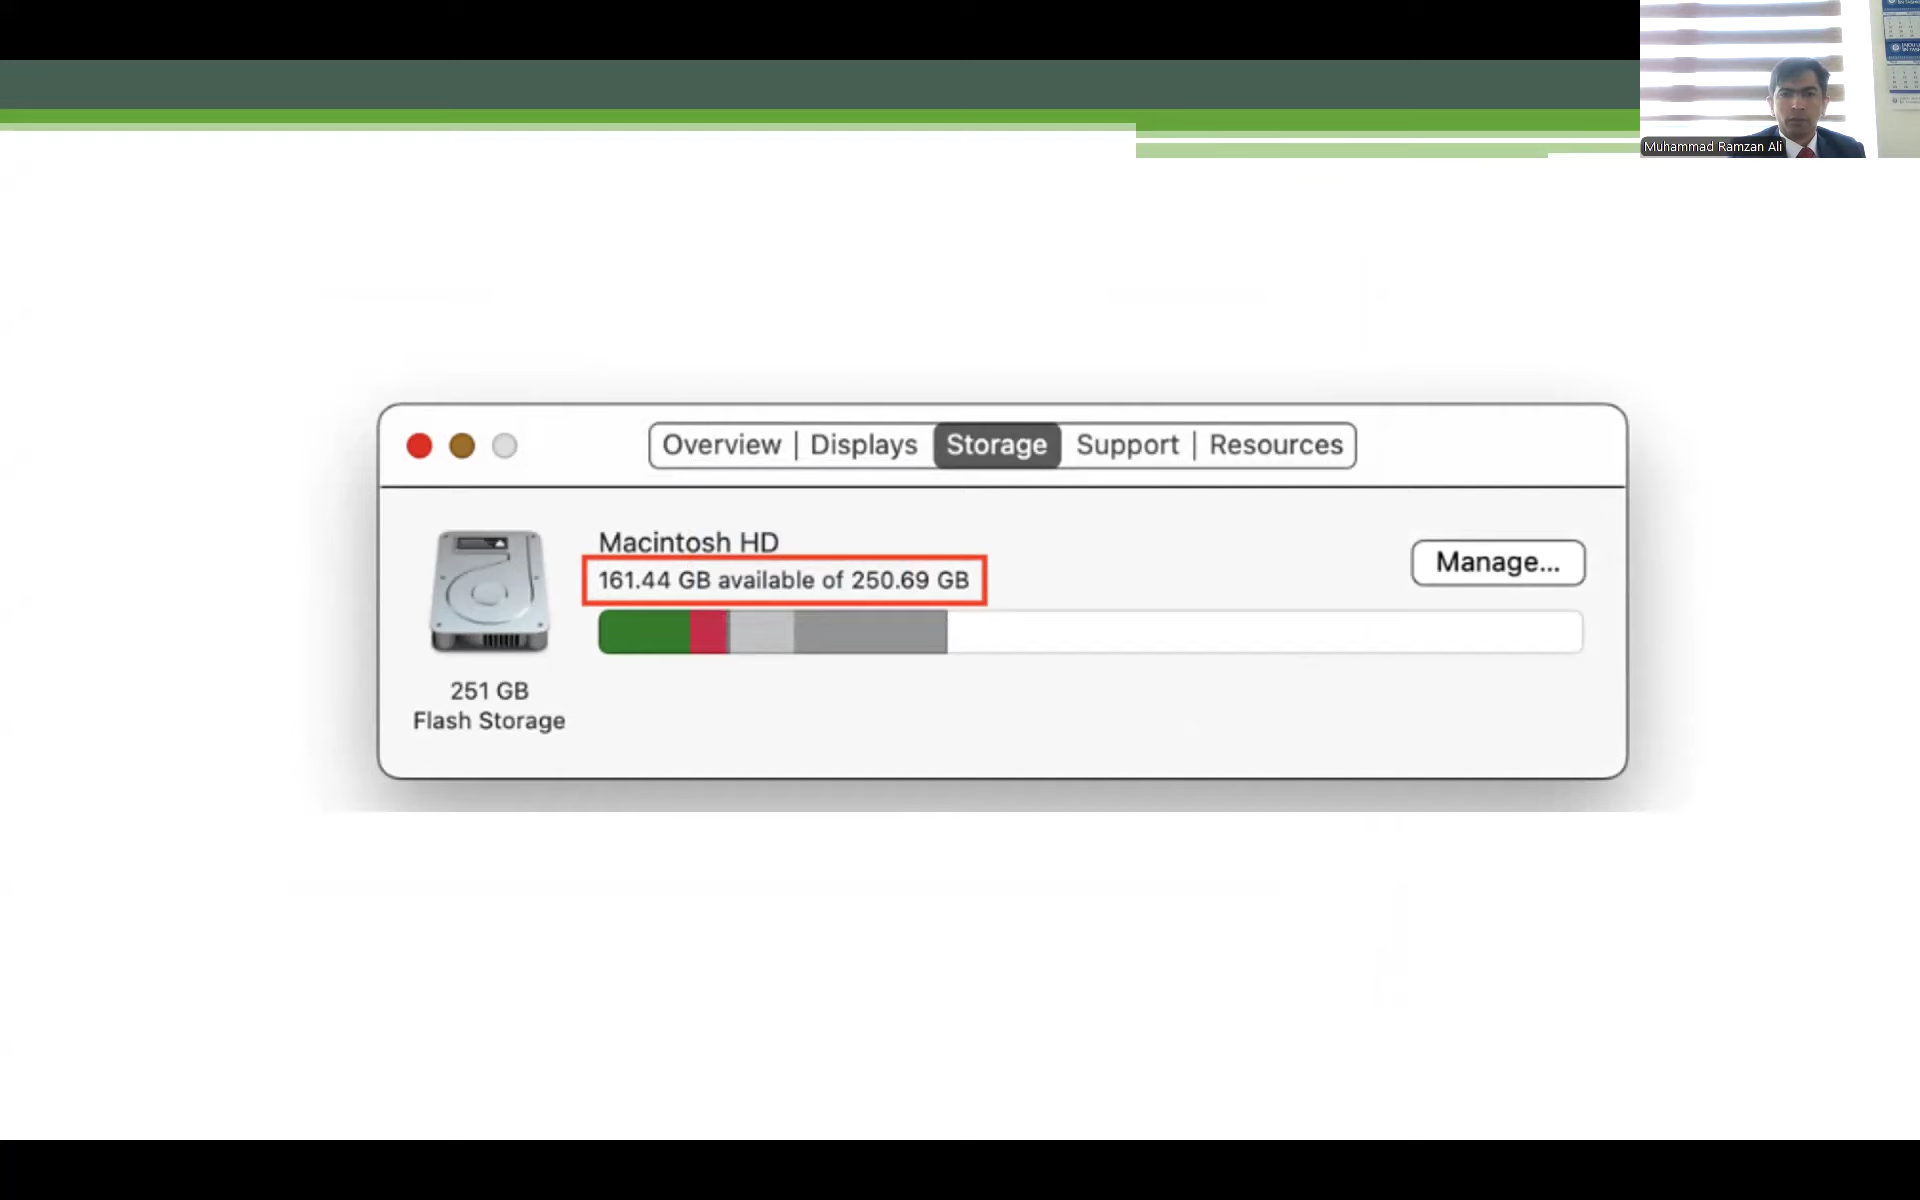 Muhammad Ramzan Ali
Overview | Displays Storage Support | Resources
Macintosh HD
161.44 GB available of 250.69 GB
Manage...
251 GB
Flash Storage